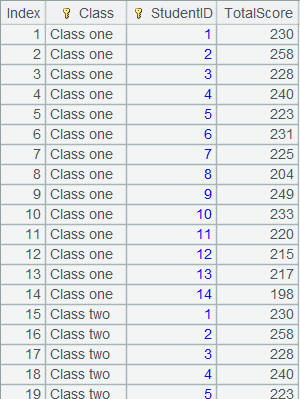 Index Class StudentID TotalScore
1 Class one 1 230
2 Class one 2 258
3 Class one 3 228
4 Class one 4 240
5 Class one 5 223
6 Class one 6 231
7 Class one 7 225
8 Class one 8 204
9 Class one 9 249
10 Class one 10 233
11 Class one 11 220
12 Class one 12 215
13 Class one 13 217
14 Class one 14 198
15 Class two 1 230
16 Class two 2 258
17 Class two 3 228
18 Class two 4 240
19 Class two 5 223